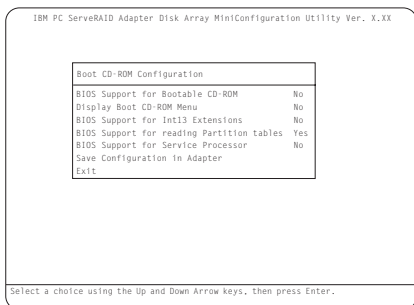 IBM PC ServeRAID Adapter Disk Array MiniConfiguration Utility Ver. X.XX
Boot CD-ROM Configuration
BIOS Support for Bootable CD-ROM No
Display Boot CD-ROM Menu No
BIOS Support for Int13 Extensions No
BIOS Support for reading Partition tables Yes
BIOS Support for Service Processor No
Save Configuration in Adapter
Exit
Select a choice using the Up and Down Arrow keys, then press Enter.